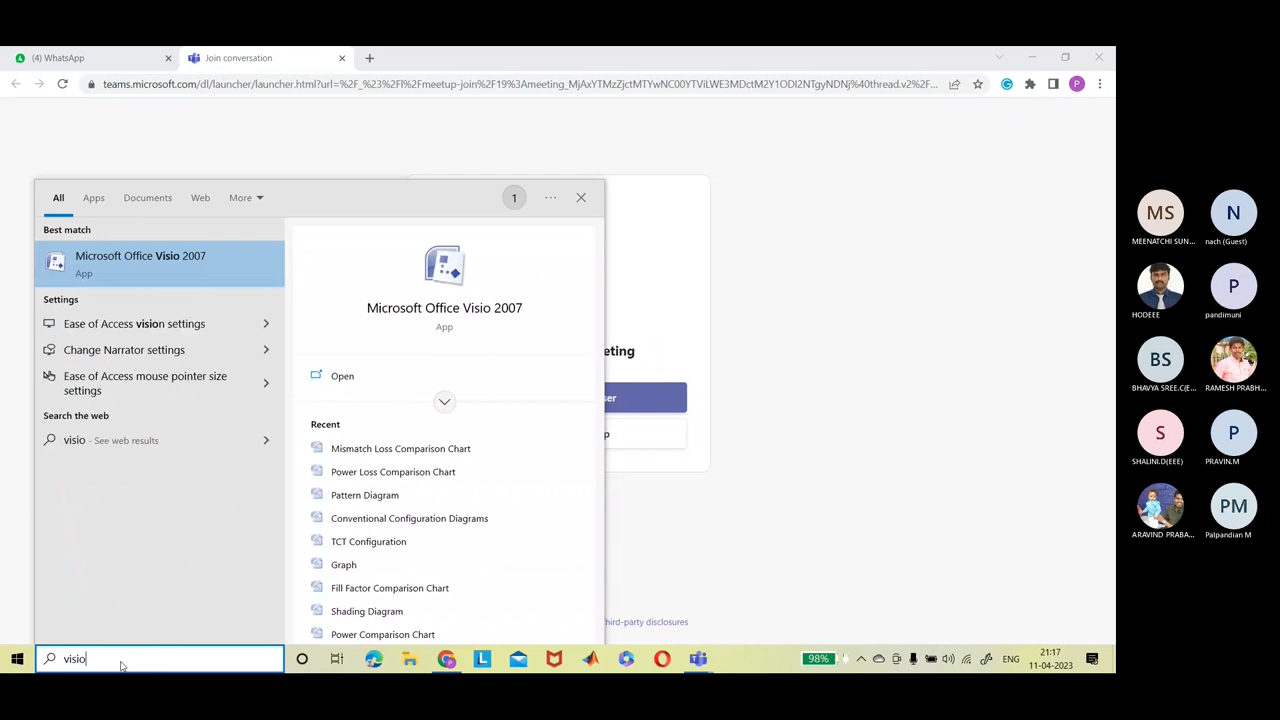 (4) WhatsApp
Join conversation
teams.microsoft.com/dl/launcher/launcher.html?url=%2F_%23%2Fl%2Fmeetup-join%2F19%3Ameeting_MjAxYTMzZjctMTYwNC00YTViLWE3MDctM2Y1ODI2NTgyNDNj%40thread.v2%2F...
P
All
Apps
Documents
Web
More
1
Best match
Microsoft Office Visio 2007
App
Settings
Ease of Access vision settings
Change Narrator settings
Ease of Access mouse pointer size
settings
Search the web
visio - See web results
Microsoft Office Visio 2007
App
Open
Recent
Mismatch Loss Comparison Chart
Power Loss Comparison Chart
Pattern Diagram
Conventional Configuration Diagrams
TCT Configuration
Graph
Fill Factor Comparison Chart
Shading Diagram
Power Comparison Chart
eting
ser
p
hird-party disclosures
visio
98%
ENG
21:17
11-04-2023
MS
MEENATCHI SUN...
N
nach (Guest)
HODEEE
P
pandimuni
BS
BHAVYA SREE.C(E...
RAMESH PRABH...
S
SHALINI.D(EEE)
P
PRAVIN.M
ARAVIND PRABA...
PM
Palpandian M